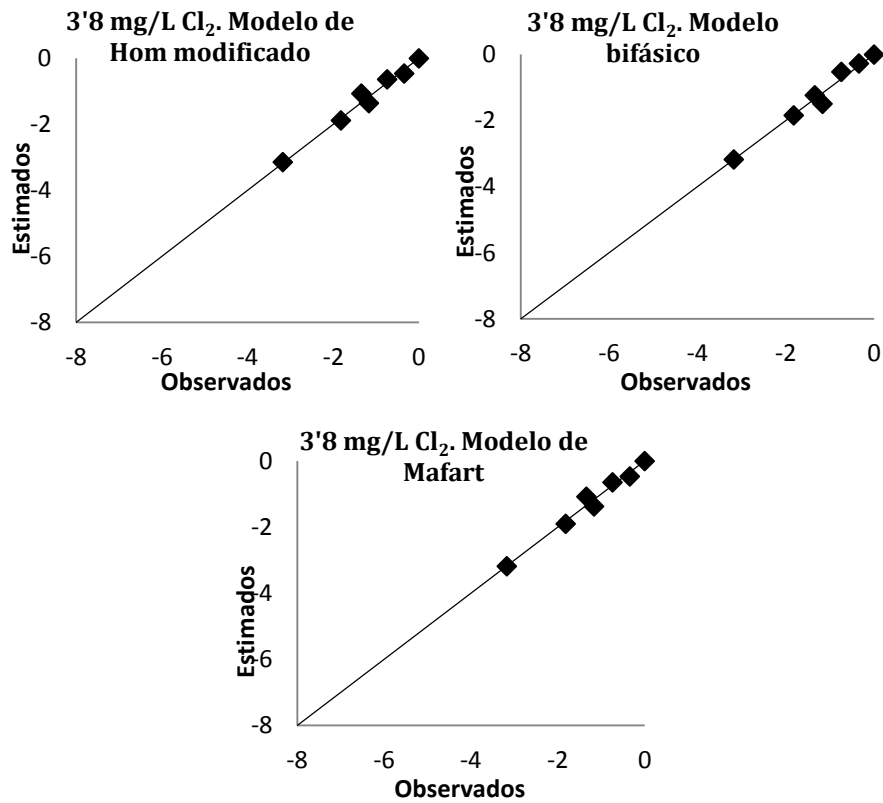 3'8 mg/L Cl₂. Modelo de
Hom modificado
0
-2
-4
-6
-8
Estimados
-8 -6 -4 -2 0
Observados
3'8 mg/L Cl₂. Modelo
bifásico
0
-2
-4
-6
-8
Estimados
-8 -6 -4 -2 0
Observados
3'8 mg/L Cl₂. Modelo de
Mafart
0
-2
-4
-6
-8
Estimados
-8 -6 -4 -2 0
Observados